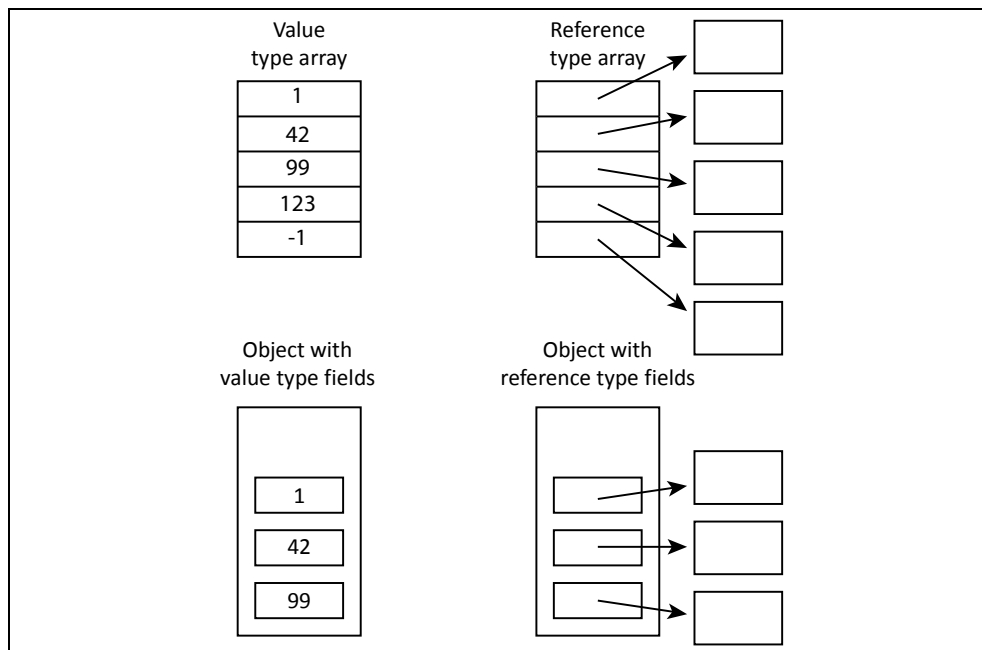 Value
type array
1
42
99
123
-1
Reference
type array
Object with
value type fields
1
42
99
Object with
reference type fields